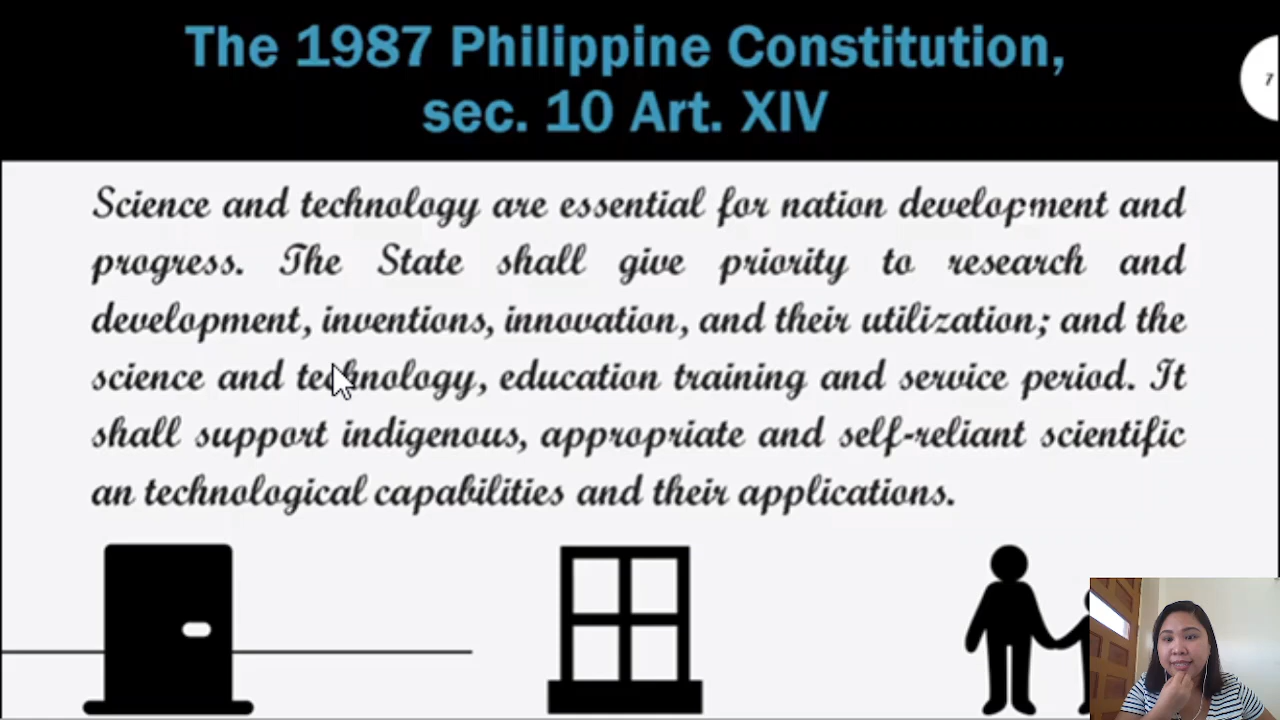 The 1987 Philippine Constitution,
sec. 10 Art. XIV
7
Science and technology are essential for nation development and
progress. The State shall give priority to research and
development, inventions, innovation, and their utilization; and the
science and technology, education training and service period. It
shall support indigenous, appropriate and self-reliant scientific
an technological capabilities and their applications.